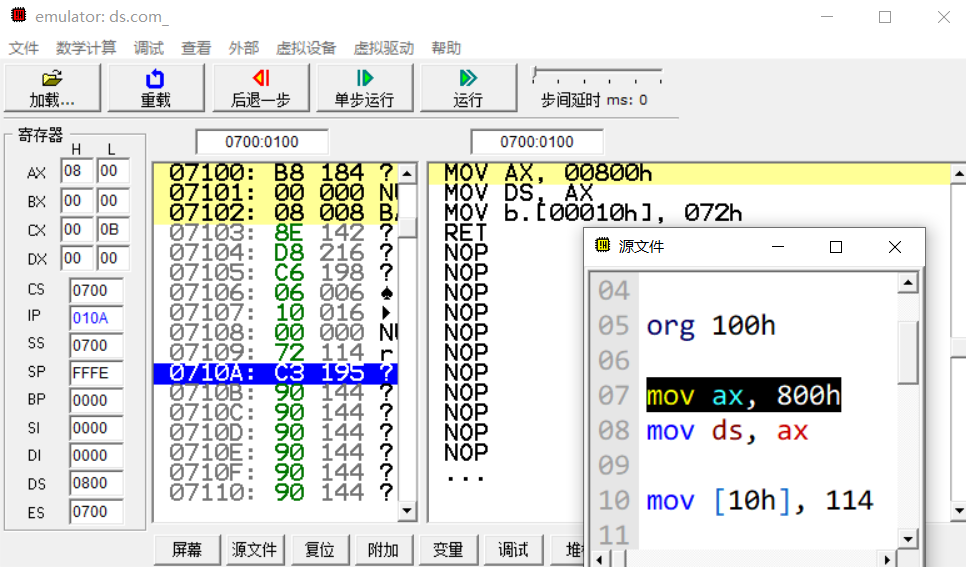 emulator: ds.com_
文件 数学计算 调试 查看 外部 虚拟设备 虚拟驱动 帮助
加载... 重载 后退一步 单步运行 运行 步间延时 ms: 0
寄存器
H L
AX 08 00
BX 00 00
CX 00 0B
DX 00 00
CS 0700
IP 010A
SS 0700
SP FFFE
BP 0000
SI 0000
DI 0000
DS 0800
ES 0700
0700:0100
07100: B8 184 ?
07101: 00 000 NU
07102: 08 008 BA
07103: 8E 142 ?
07104: D8 216 ?
07105: C6 198 ?
07106: 06 006 ♠
07107: 10 016 ►
07108: 00 000 NU
07109: 72 114 r
0710A: C3 195 ?
0710B: 90 144 ?
0710C: 90 144 ?
0710D: 90 144 ?
0710E: 90 144 ?
0710F: 90 144 ?
07110: 90 144 ?
0700:0100
MOV AX, 00800h
MOV DS, AX
MOV b.[00010h], 072h
RET
NOP
NOP
NOP
NOP
NOP
NOP
NOP
NOP
NOP
NOP
NOP
...
源文件
04
05 org 100h
06
07 mov ax, 800h
08 mov ds, ax
09
10 mov [10h], 114
11
屏幕 源文件 复位 附加 变量 调试